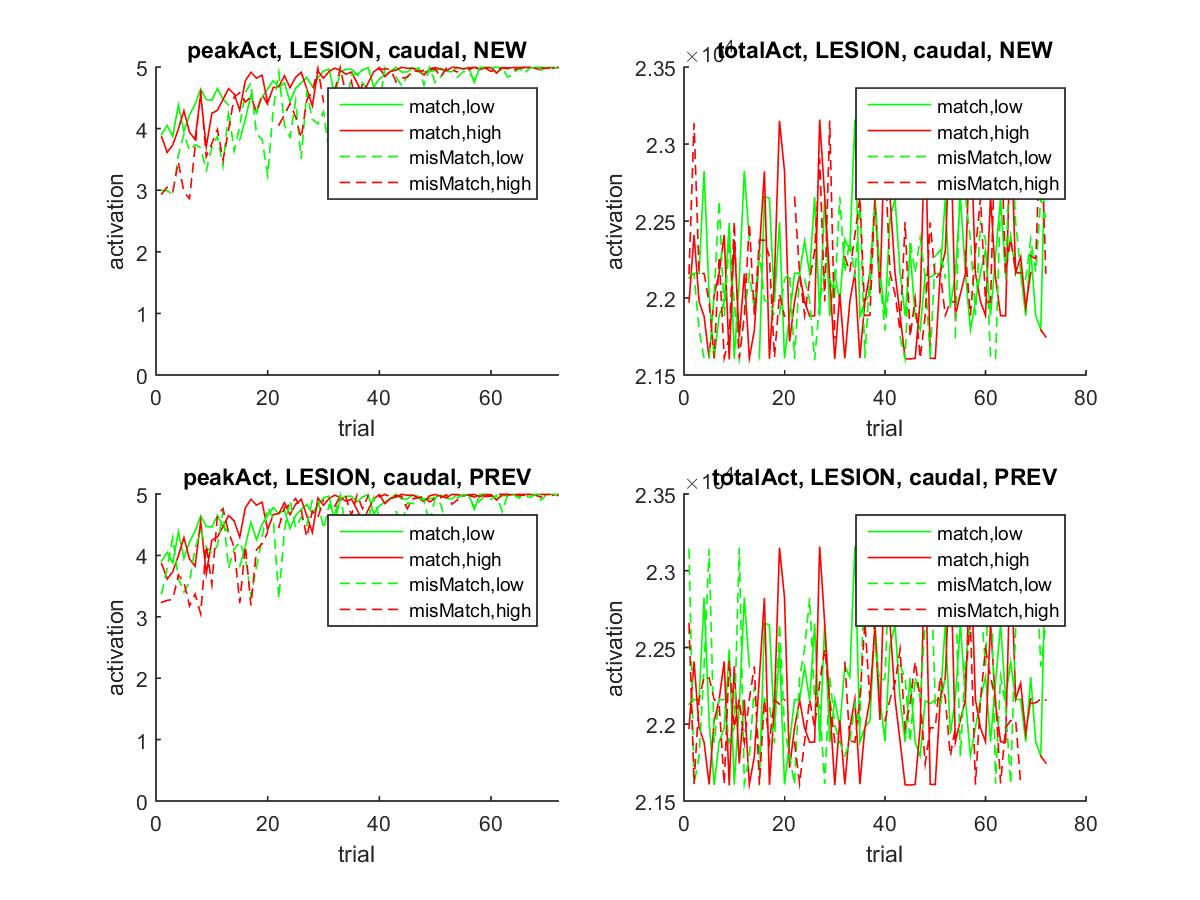 peakAct, LESION, caudal, NEW
5
4
3
2
1
0
activation
0 20 40 60
trial
match,low
match,high
misMatch,low
misMatch,high
×10⁴
totalAct, LESION, caudal, NEW
2.35
2.3
2.25
2.2
2.15
activation
0 20 40 60 80
trial
match,low
match,high
misMatch,low
misMatch,high
peakAct, LESION, caudal, PREV
5
4
3
2
1
0
activation
0 20 40 60
trial
match,low
match,high
misMatch,low
misMatch,high
×10⁴
totalAct, LESION, caudal, PREV
2.35
2.3
2.25
2.2
2.15
activation
0 20 40 60 80
trial
match,low
match,high
misMatch,low
misMatch,high